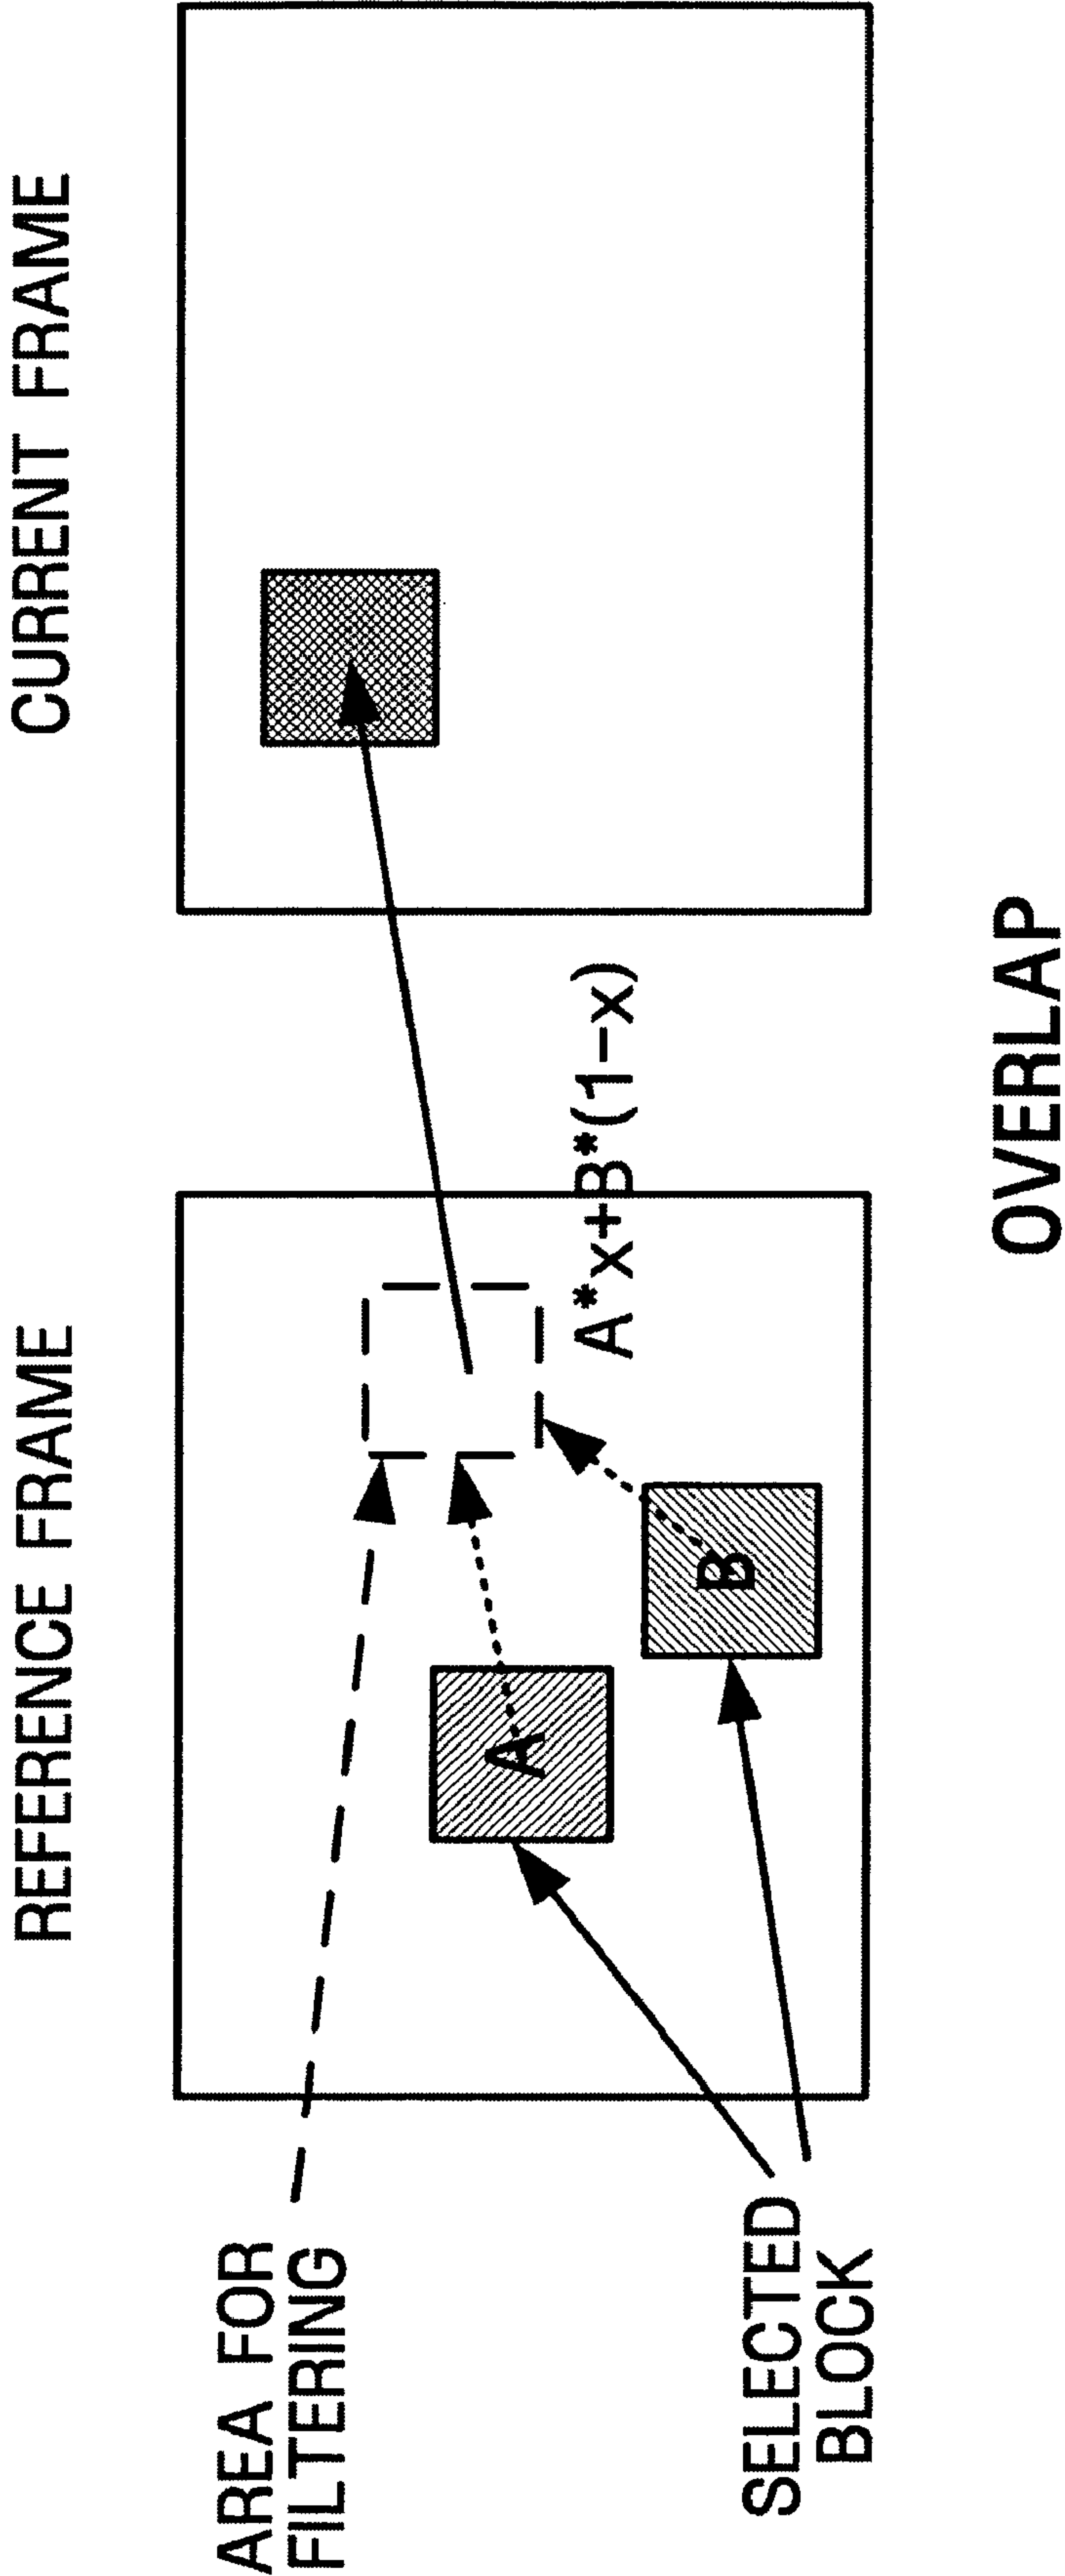 REFERENCE FRAME
CURRENT FRAME
AREA FOR
FILTERING
A
B
A*x+B*(1-x)
SELECTED
BLOCK
OVERLAP